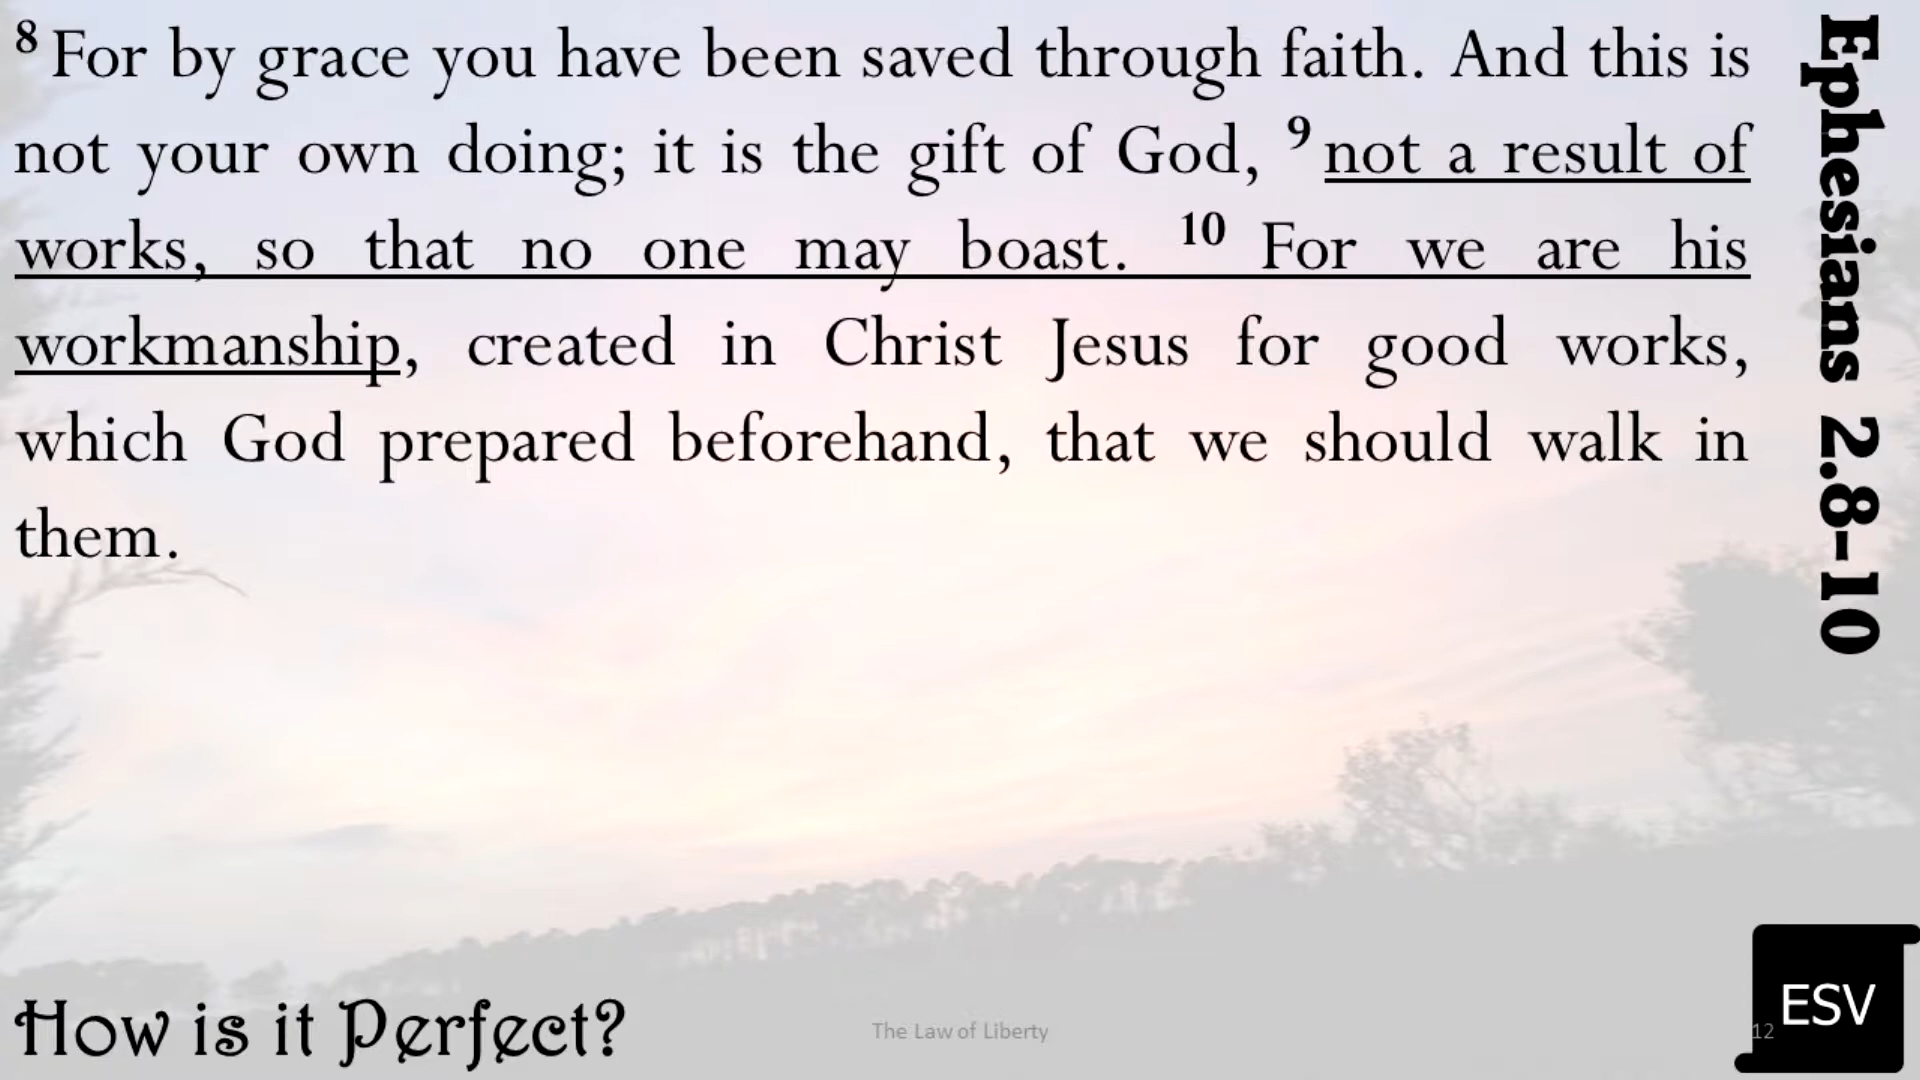 8 For by grace you have been saved through faith. And this is
not your own doing; it is the gift of God, 9 not a result of
works, so that no one may boast. 10 For we are his
workmanship, created in Christ Jesus for good works,
which God prepared beforehand, that we should walk in
them.
Ephesians 2.8-10
How is it Perfect?
The Law of Liberty
12
ESV